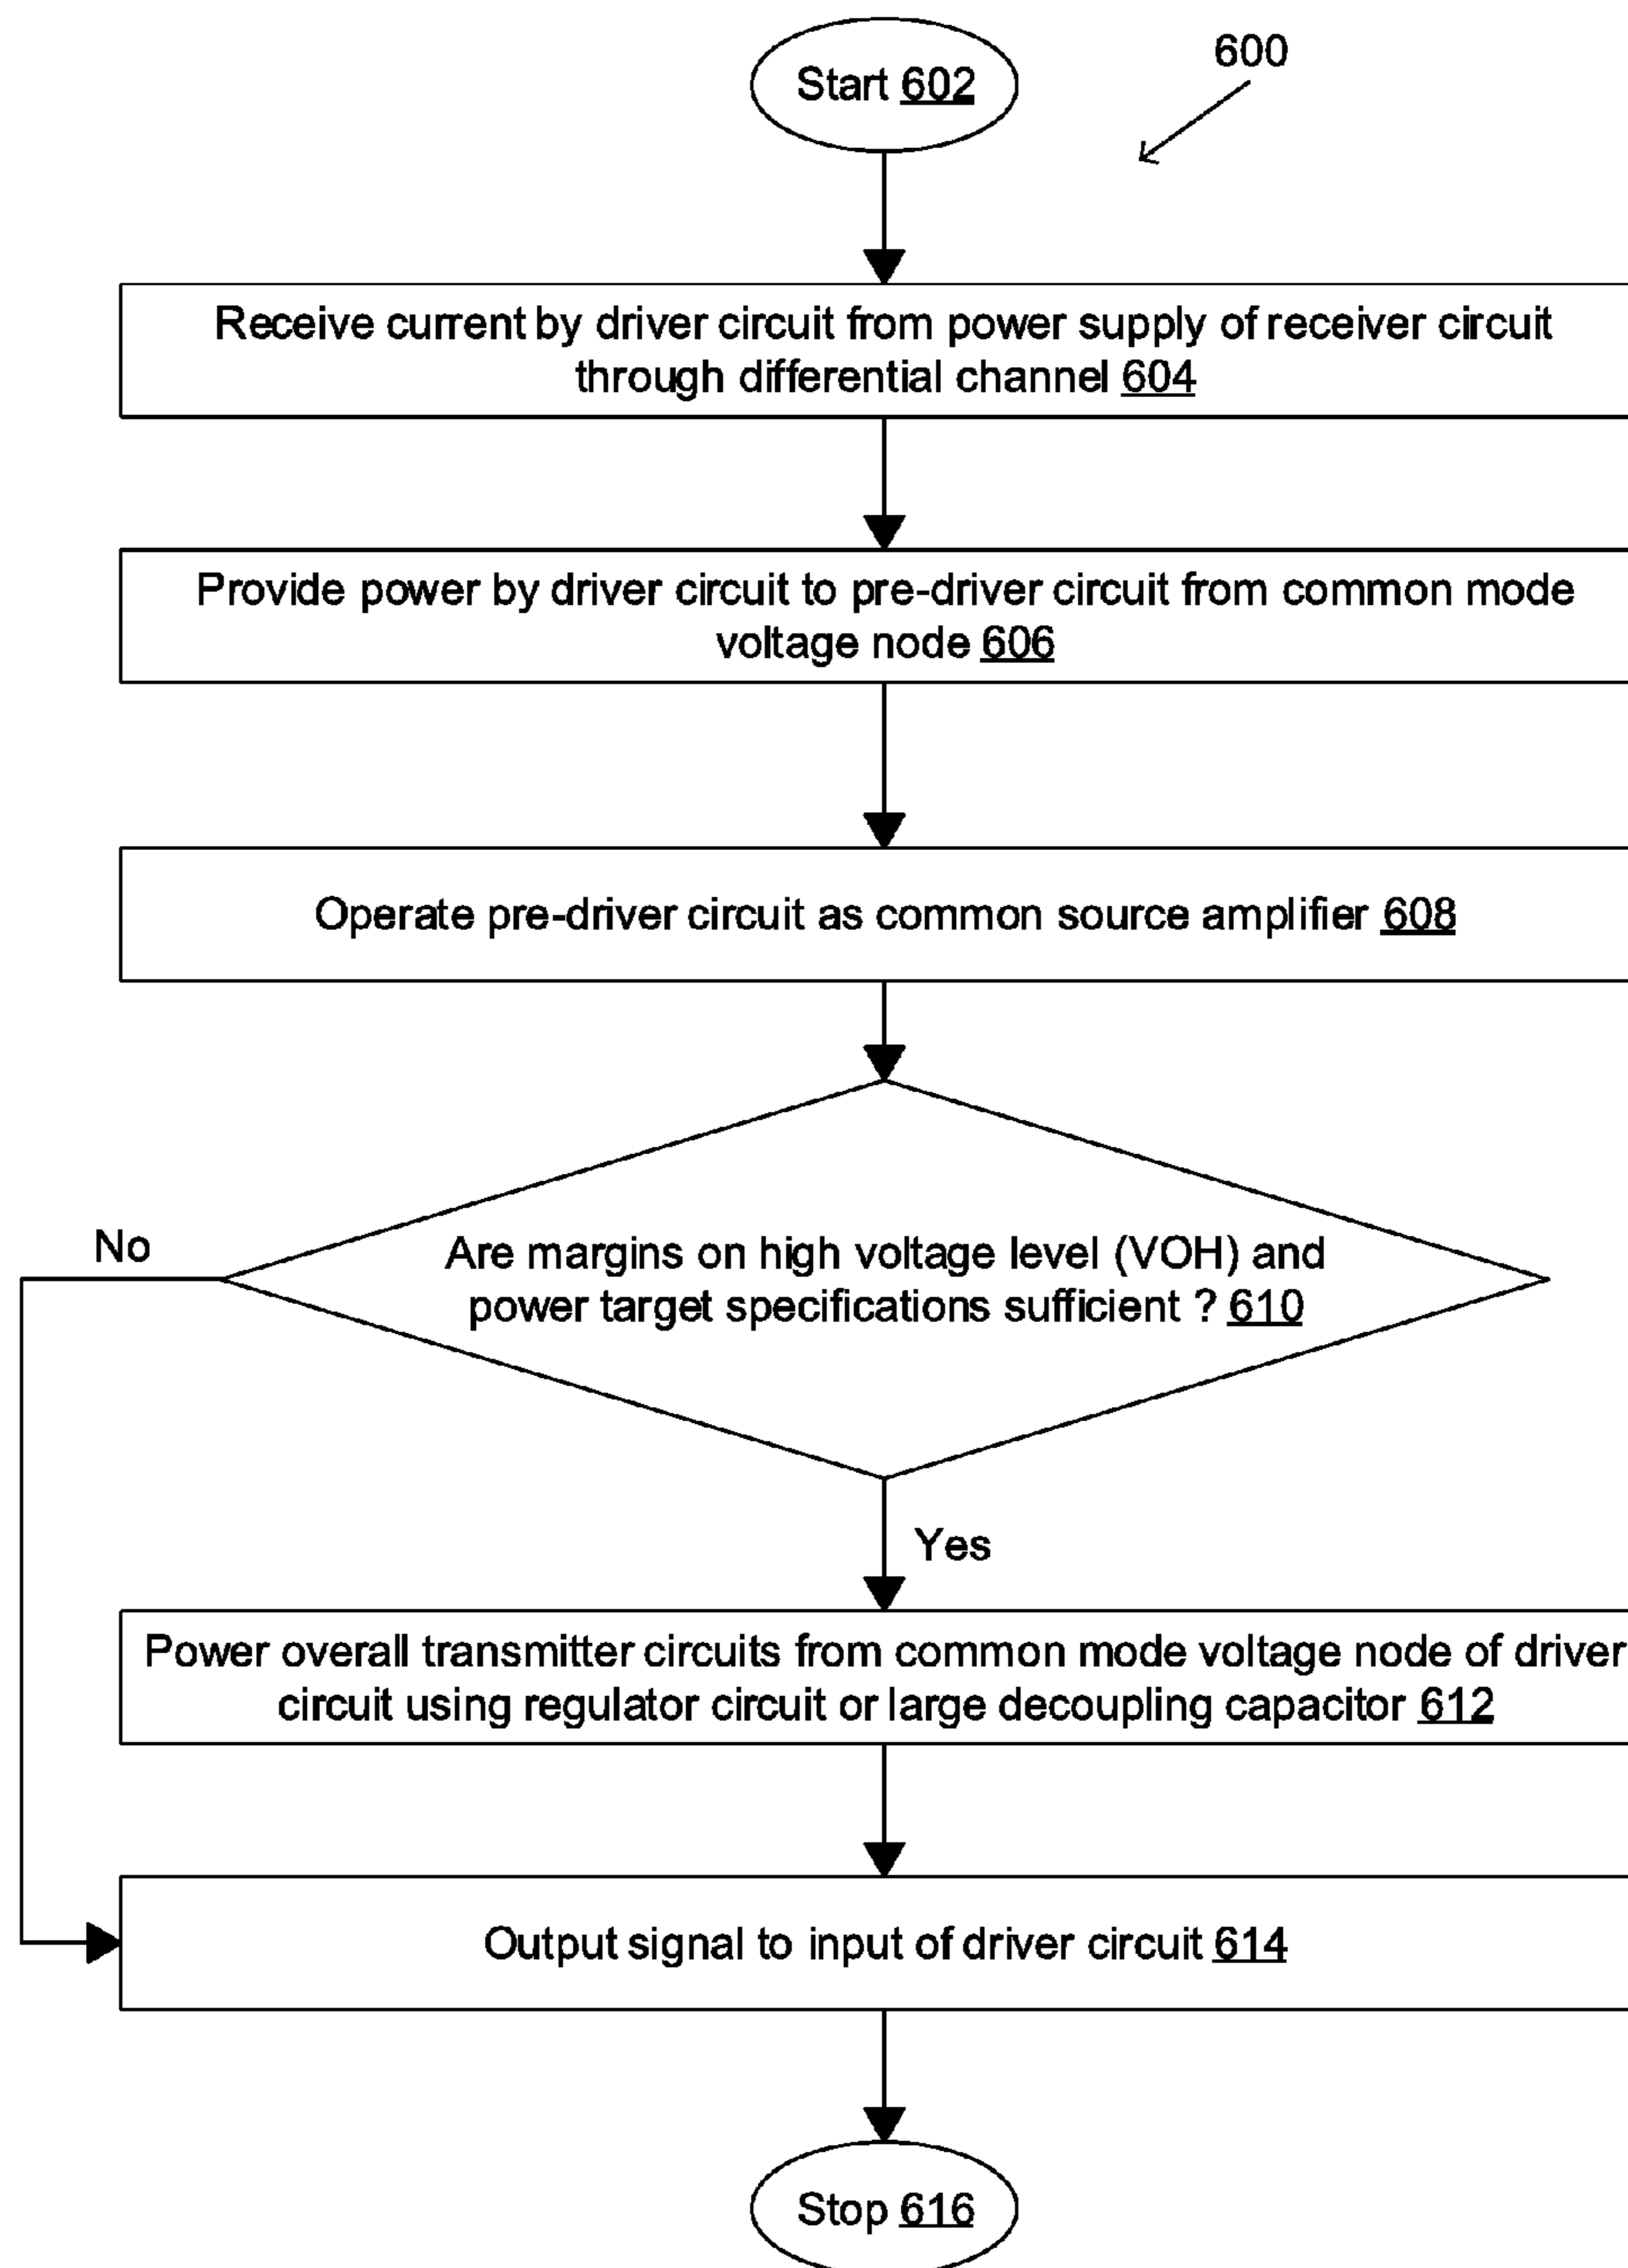 600
Start 602
Receive current by driver circuit from power supply of receiver circuit
through differential channel 604
Provide power by driver circuit to pre-driver circuit from common mode
voltage node 606
Operate pre-driver circuit as common source amplifier 608
Are margins on high voltage level (VOH) and
power target specifications sufficient ? 610
No
Yes
Power overall transmitter circuits from common mode voltage node of driver
circuit using regulator circuit or large decoupling capacitor 612
Output signal to input of driver circuit 614
Stop 616